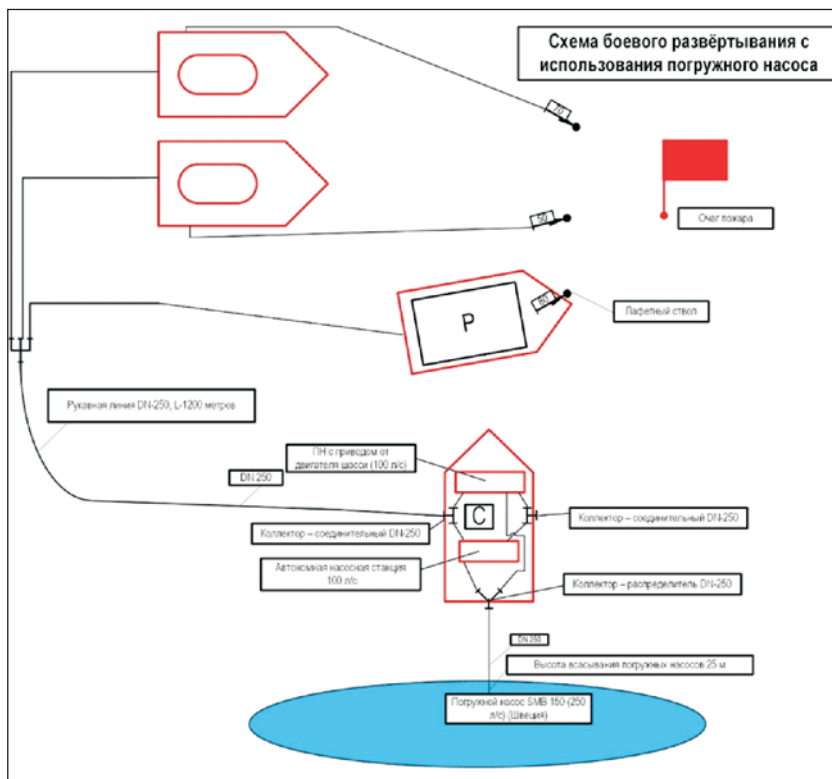 Схема боевого развёртывания с
использования погружного насоса
70
Очаг пожара
50
60
Лафетный ствол
Р
Рукавная линия DN-250, L-1200 метров
ПН с приводом от
двигателя шасси (100 л/с)
DN 250
С
Коллектор – соединительный DN-250
Коллектор – соединительный DN-250
Автономная насосная станция
100 л/с
Коллектор – распределитель DN-250
DN 250
Высота всасывания погружных насосов 25 м
Погружной насос SMB 150 (250
л/с) (Швеция)